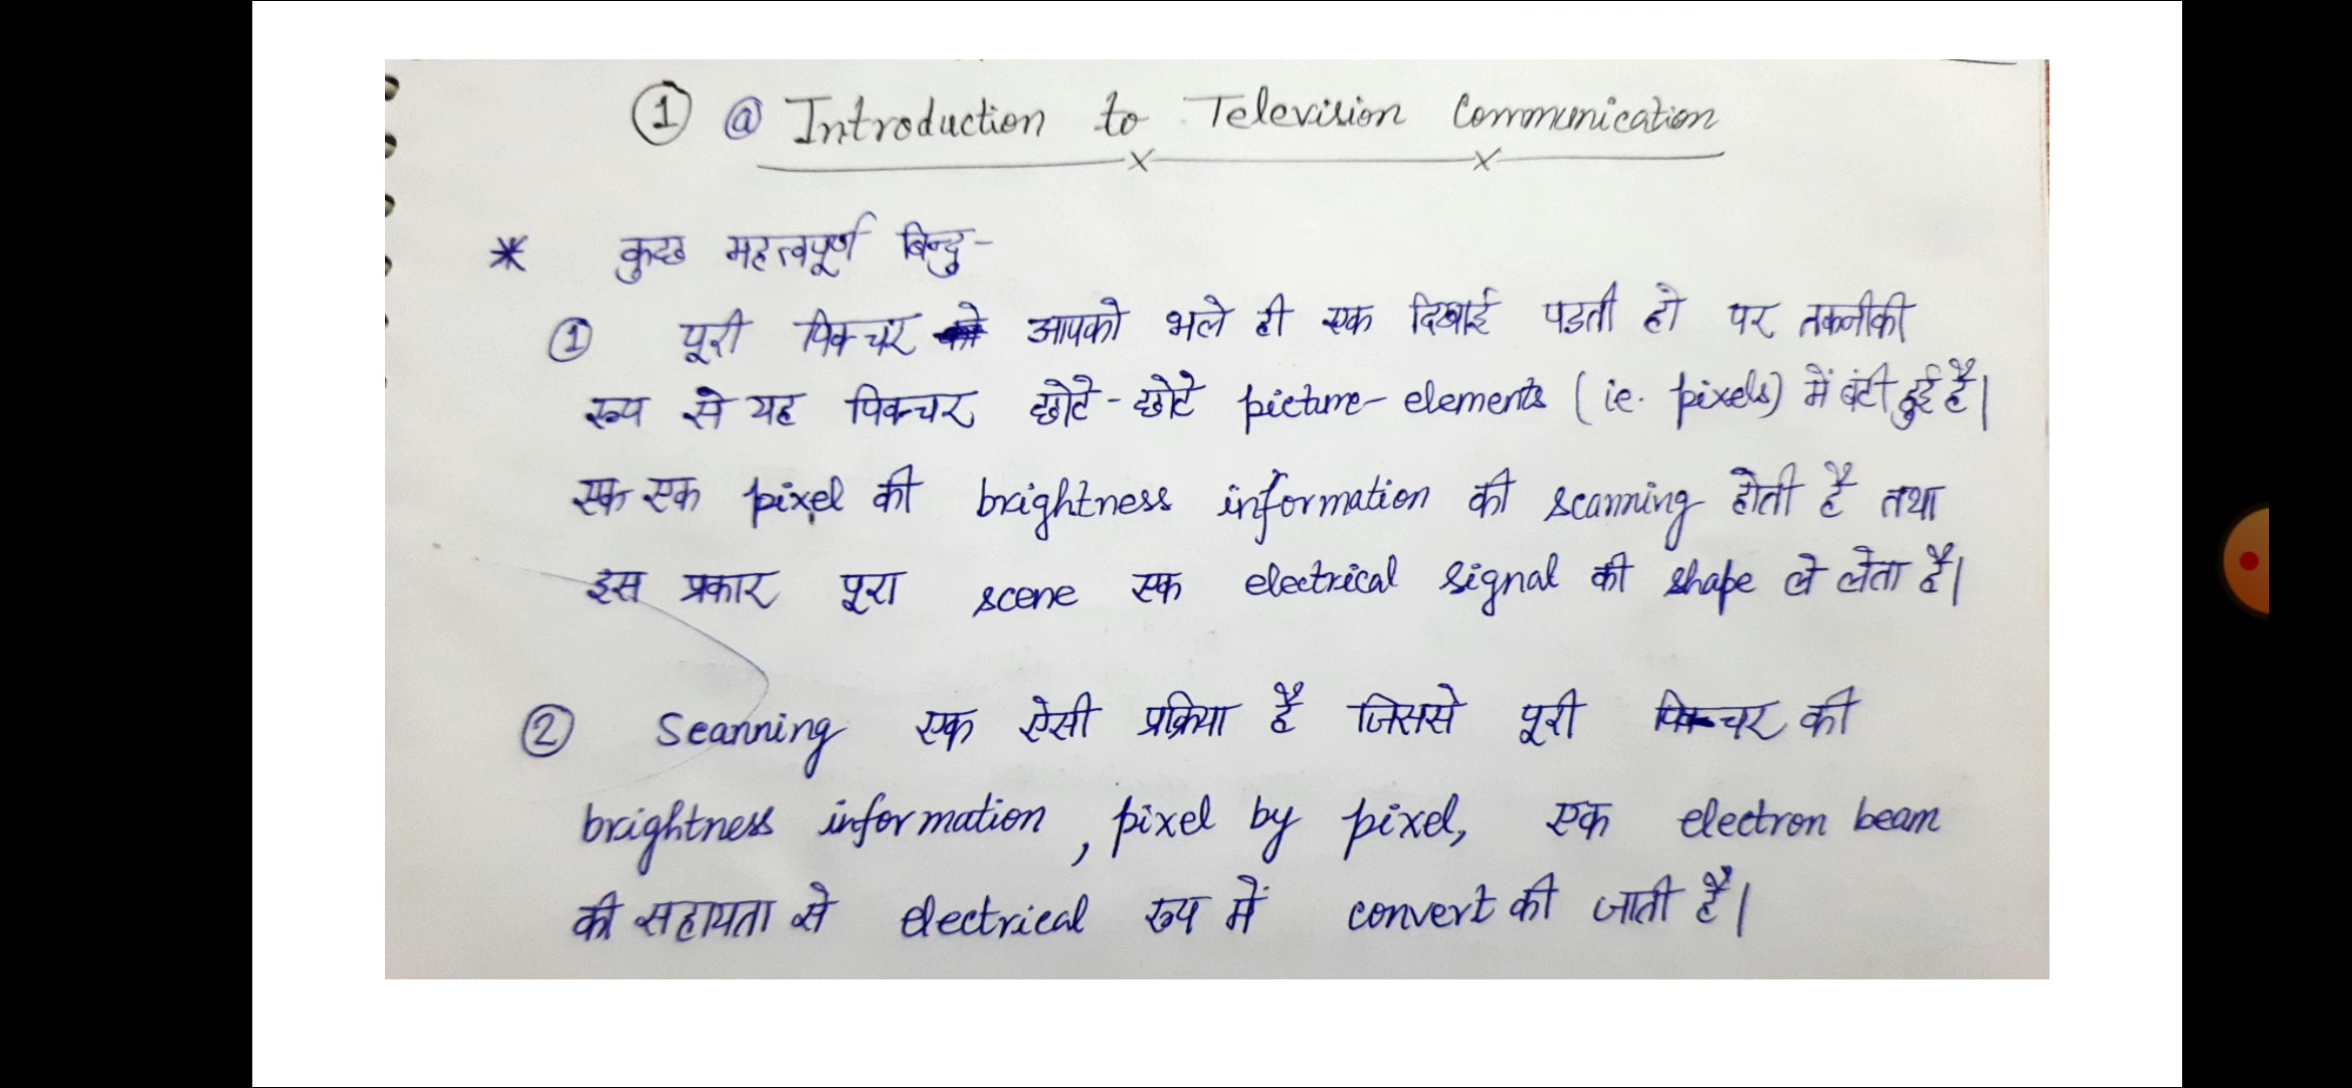 ① @ Introduction to Television Communication
* कुछ महत्वपूर्ण बिन्दु-
① पूरी पिक्चर आपको भले ही एक दिखाई पडती हो पर तकनीकी
रूप से यह पिक्चर छोटे-छोटे picture-elements (ie. pixels) में बंटी हुई है।
एक एक pixel की brightness information की scanning होती है तथा
इस प्रकार पूरा scene एक electrical signal की shape ले लेता है।
② Scanning एक ऐसी प्रक्रिया है जिससे पूरी पिक्चर की
brightness information, pixel by pixel, एक electron beam
की सहायता से electrical रूप में convert की जाती है।